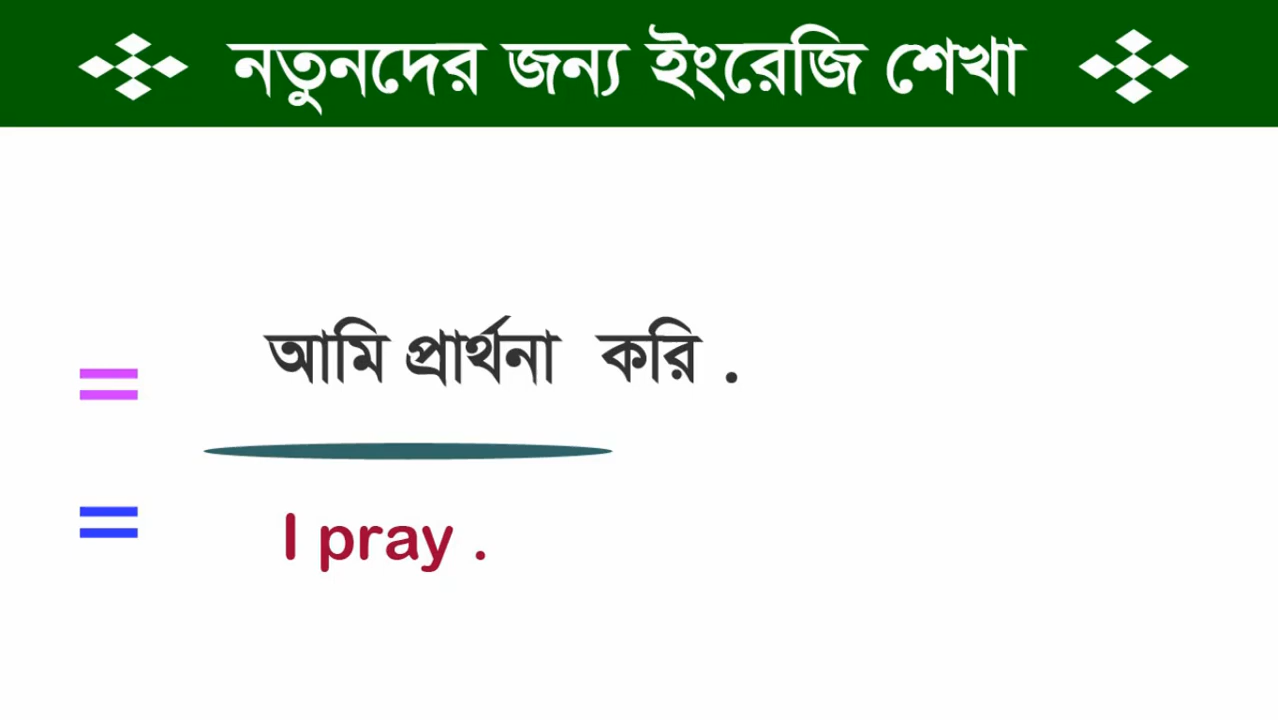 নতুনদের জন্য ইংরেজি শেখা
= আমি প্রার্থনা করি .
= I pray .